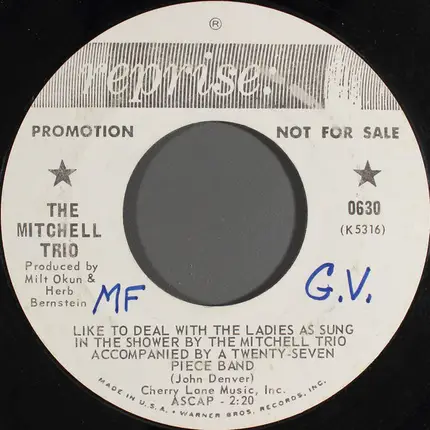 ®
reprise:
PROMOTION
NOT FOR SALE
THE
MITCHELL
TRIO
Produced by
Milt Okun &
Herb
Bernstein
0630
(K5316)
MF
G.V.
LIKE TO DEAL WITH THE LADIES AS SUNG
IN THE SHOWER BY THE MITCHELL TRIO
ACCOMPANIED BY A TWENTY-SEVEN
PIECE BAND
(John Denver)
Cherry Lane Music, Inc.
ASCAP - 2:20
MADE IN U.S.A. • WARNER BROS. RECORDS, INC.